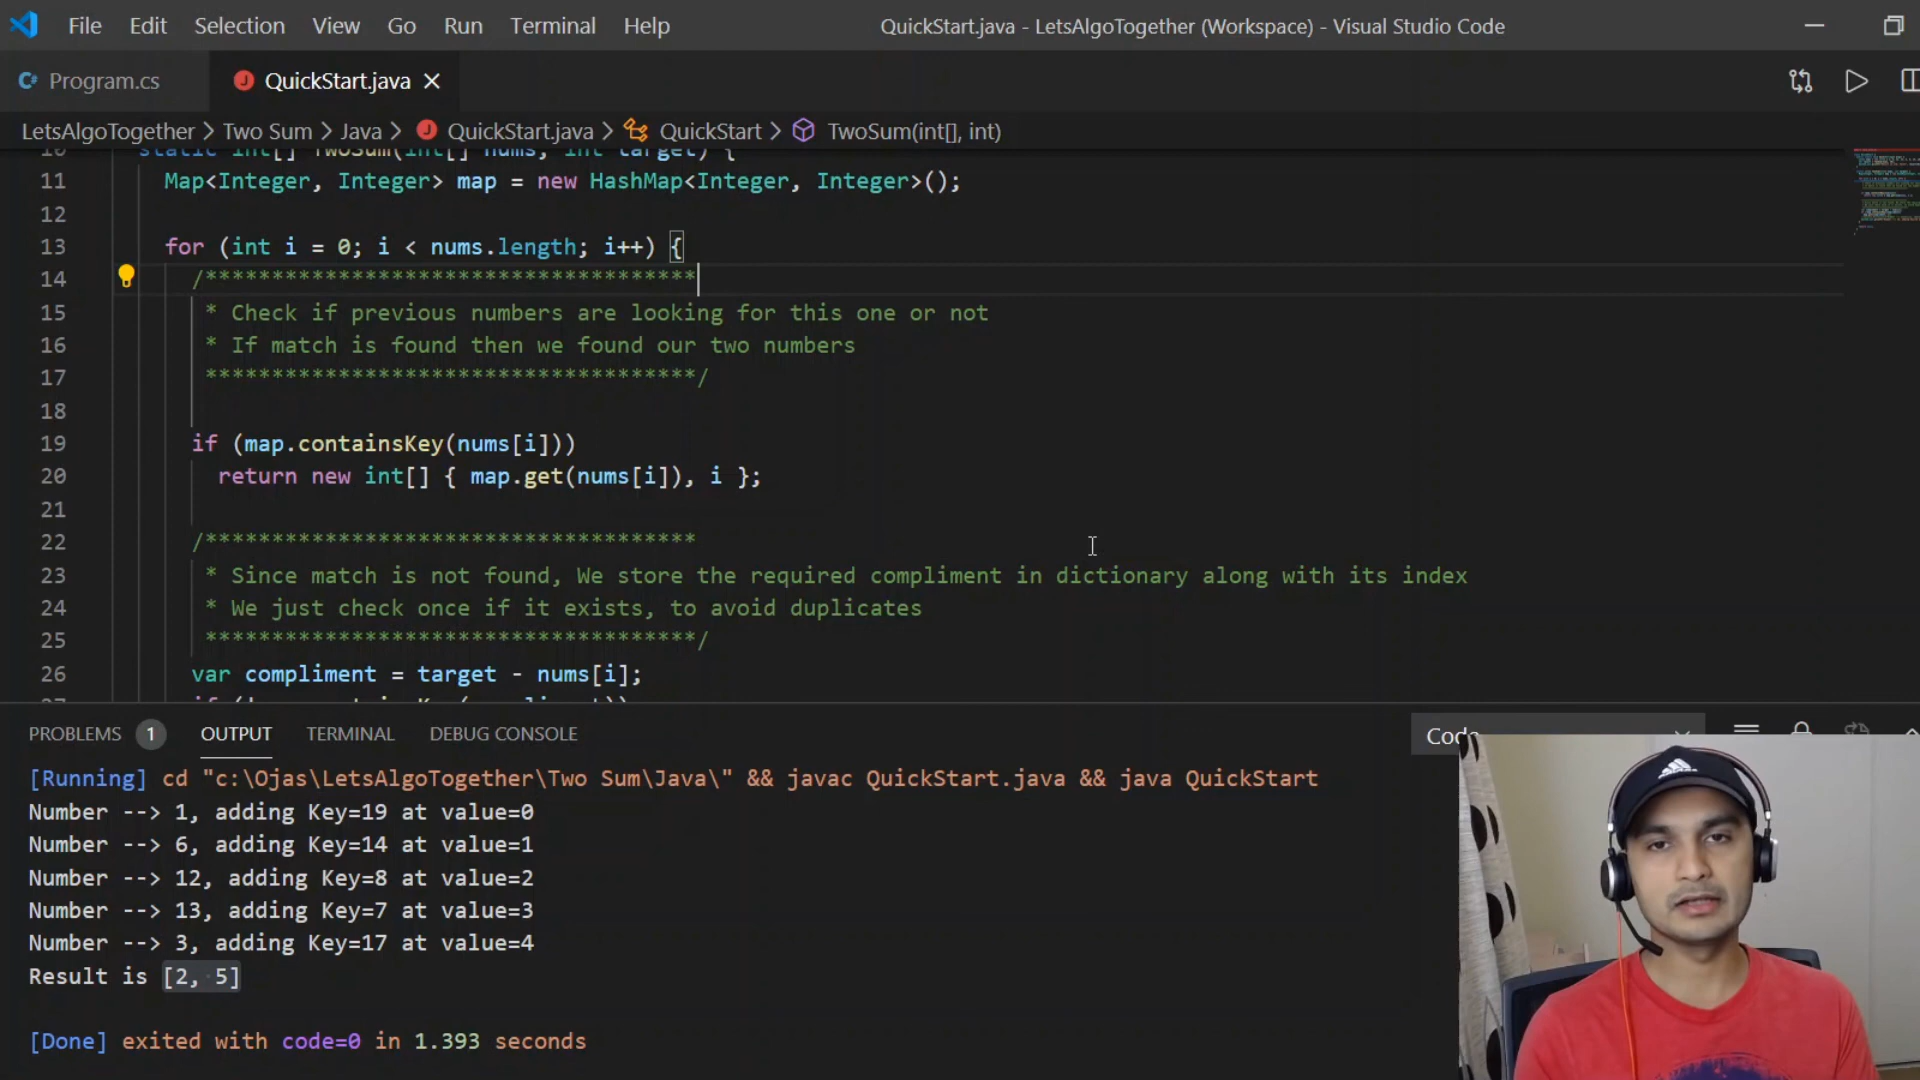 File Edit Selection View Go Run Terminal Help QuickStart.java - LetsAlgoTogether (Workspace) - Visual Studio Code
Program.cs QuickStart.java
LetsAlgoTogether > Two Sum > Java > QuickStart.java > QuickStart > TwoSum(int[], int)
10 static int[] TwoSum(int[] nums, int target) {
11 Map<Integer, Integer> map = new HashMap<Integer, Integer>();
12
13 for (int i = 0; i < nums.length; i++) {
14 /*************************************
15 * Check if previous numbers are looking for this one or not
16 * If match is found then we found our two numbers
17 *************************************/
18
19 if (map.containsKey(nums[i]))
20 return new int[] { map.get(nums[i]), i };
21
22 /*************************************
23 * Since match is not found, We store the required compliment in dictionary along with its index
24 * We just check once if it exists, to avoid duplicates
25 *************************************/
26 var compliment = target - nums[i];
PROBLEMS 1 OUTPUT TERMINAL DEBUG CONSOLE Code
[Running] cd "c:\Ojas\LetsAlgoTogether\Two Sum\Java\" && javac QuickStart.java && java QuickStart
Number --> 1, adding Key=19 at value=0
Number --> 6, adding Key=14 at value=1
Number --> 12, adding Key=8 at value=2
Number --> 13, adding Key=7 at value=3
Number --> 3, adding Key=17 at value=4
Result is [2, 5]
[Done] exited with code=0 in 1.393 seconds